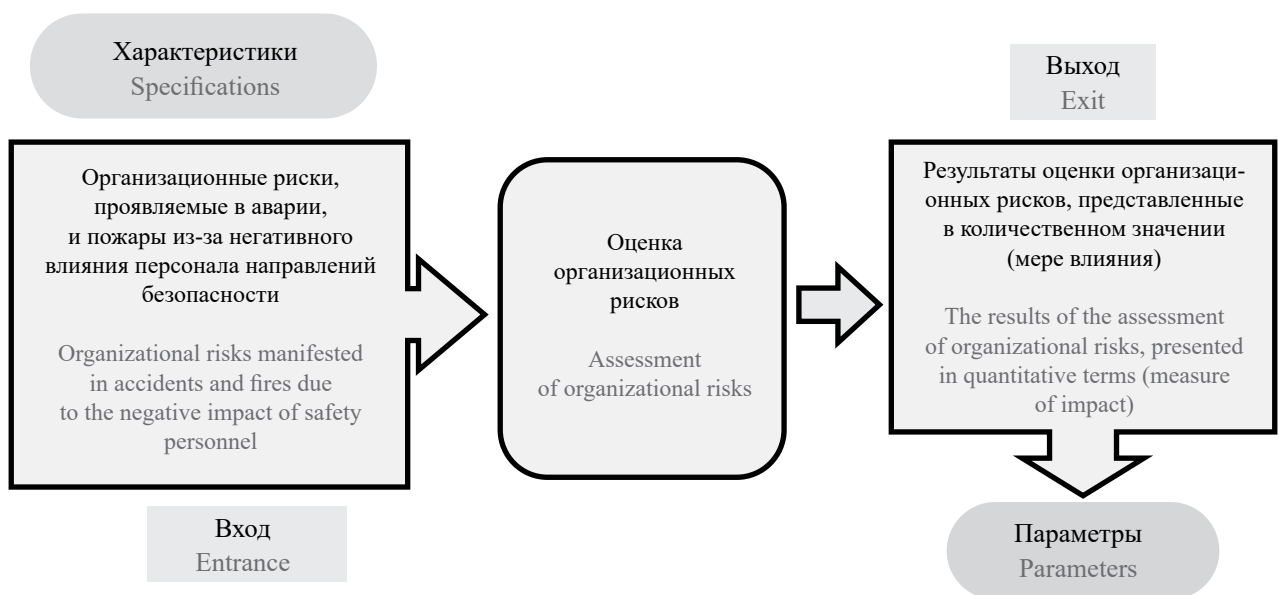 Характеристики
Specifications
Организационные риски,
проявляемые в аварии,
и пожары из-за негативного
влияния персонала направлений
безопасности
Organizational risks manifested
in accidents and fires due
to the negative impact of safety
personnel
Вход
Entrance
Оценка
организационных
рисков
Assessment
of organizational risks
Выход
Exit
Результаты оценки организаци-
онных рисков, представленные
в количественном значении
(мере влияния)
The results of the assessment
of organizational risks, presented
in quantitative terms (measure
of impact)
Параметры
Parameters